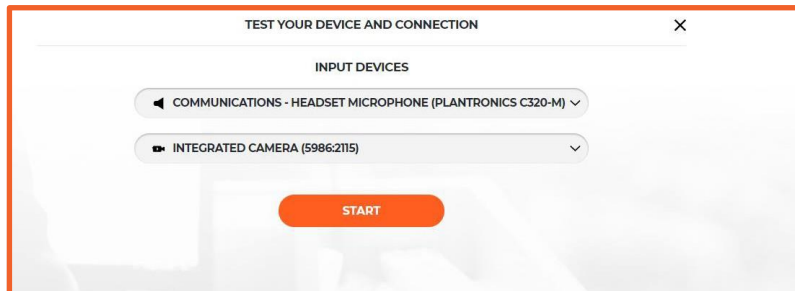 TEST YOUR DEVICE AND CONNECTION
INPUT DEVICES
COMMUNICATIONS - HEADSET MICROPHONE (PLANTRONICS C320-M)
INTEGRATED CAMERA (5986:2115)
START